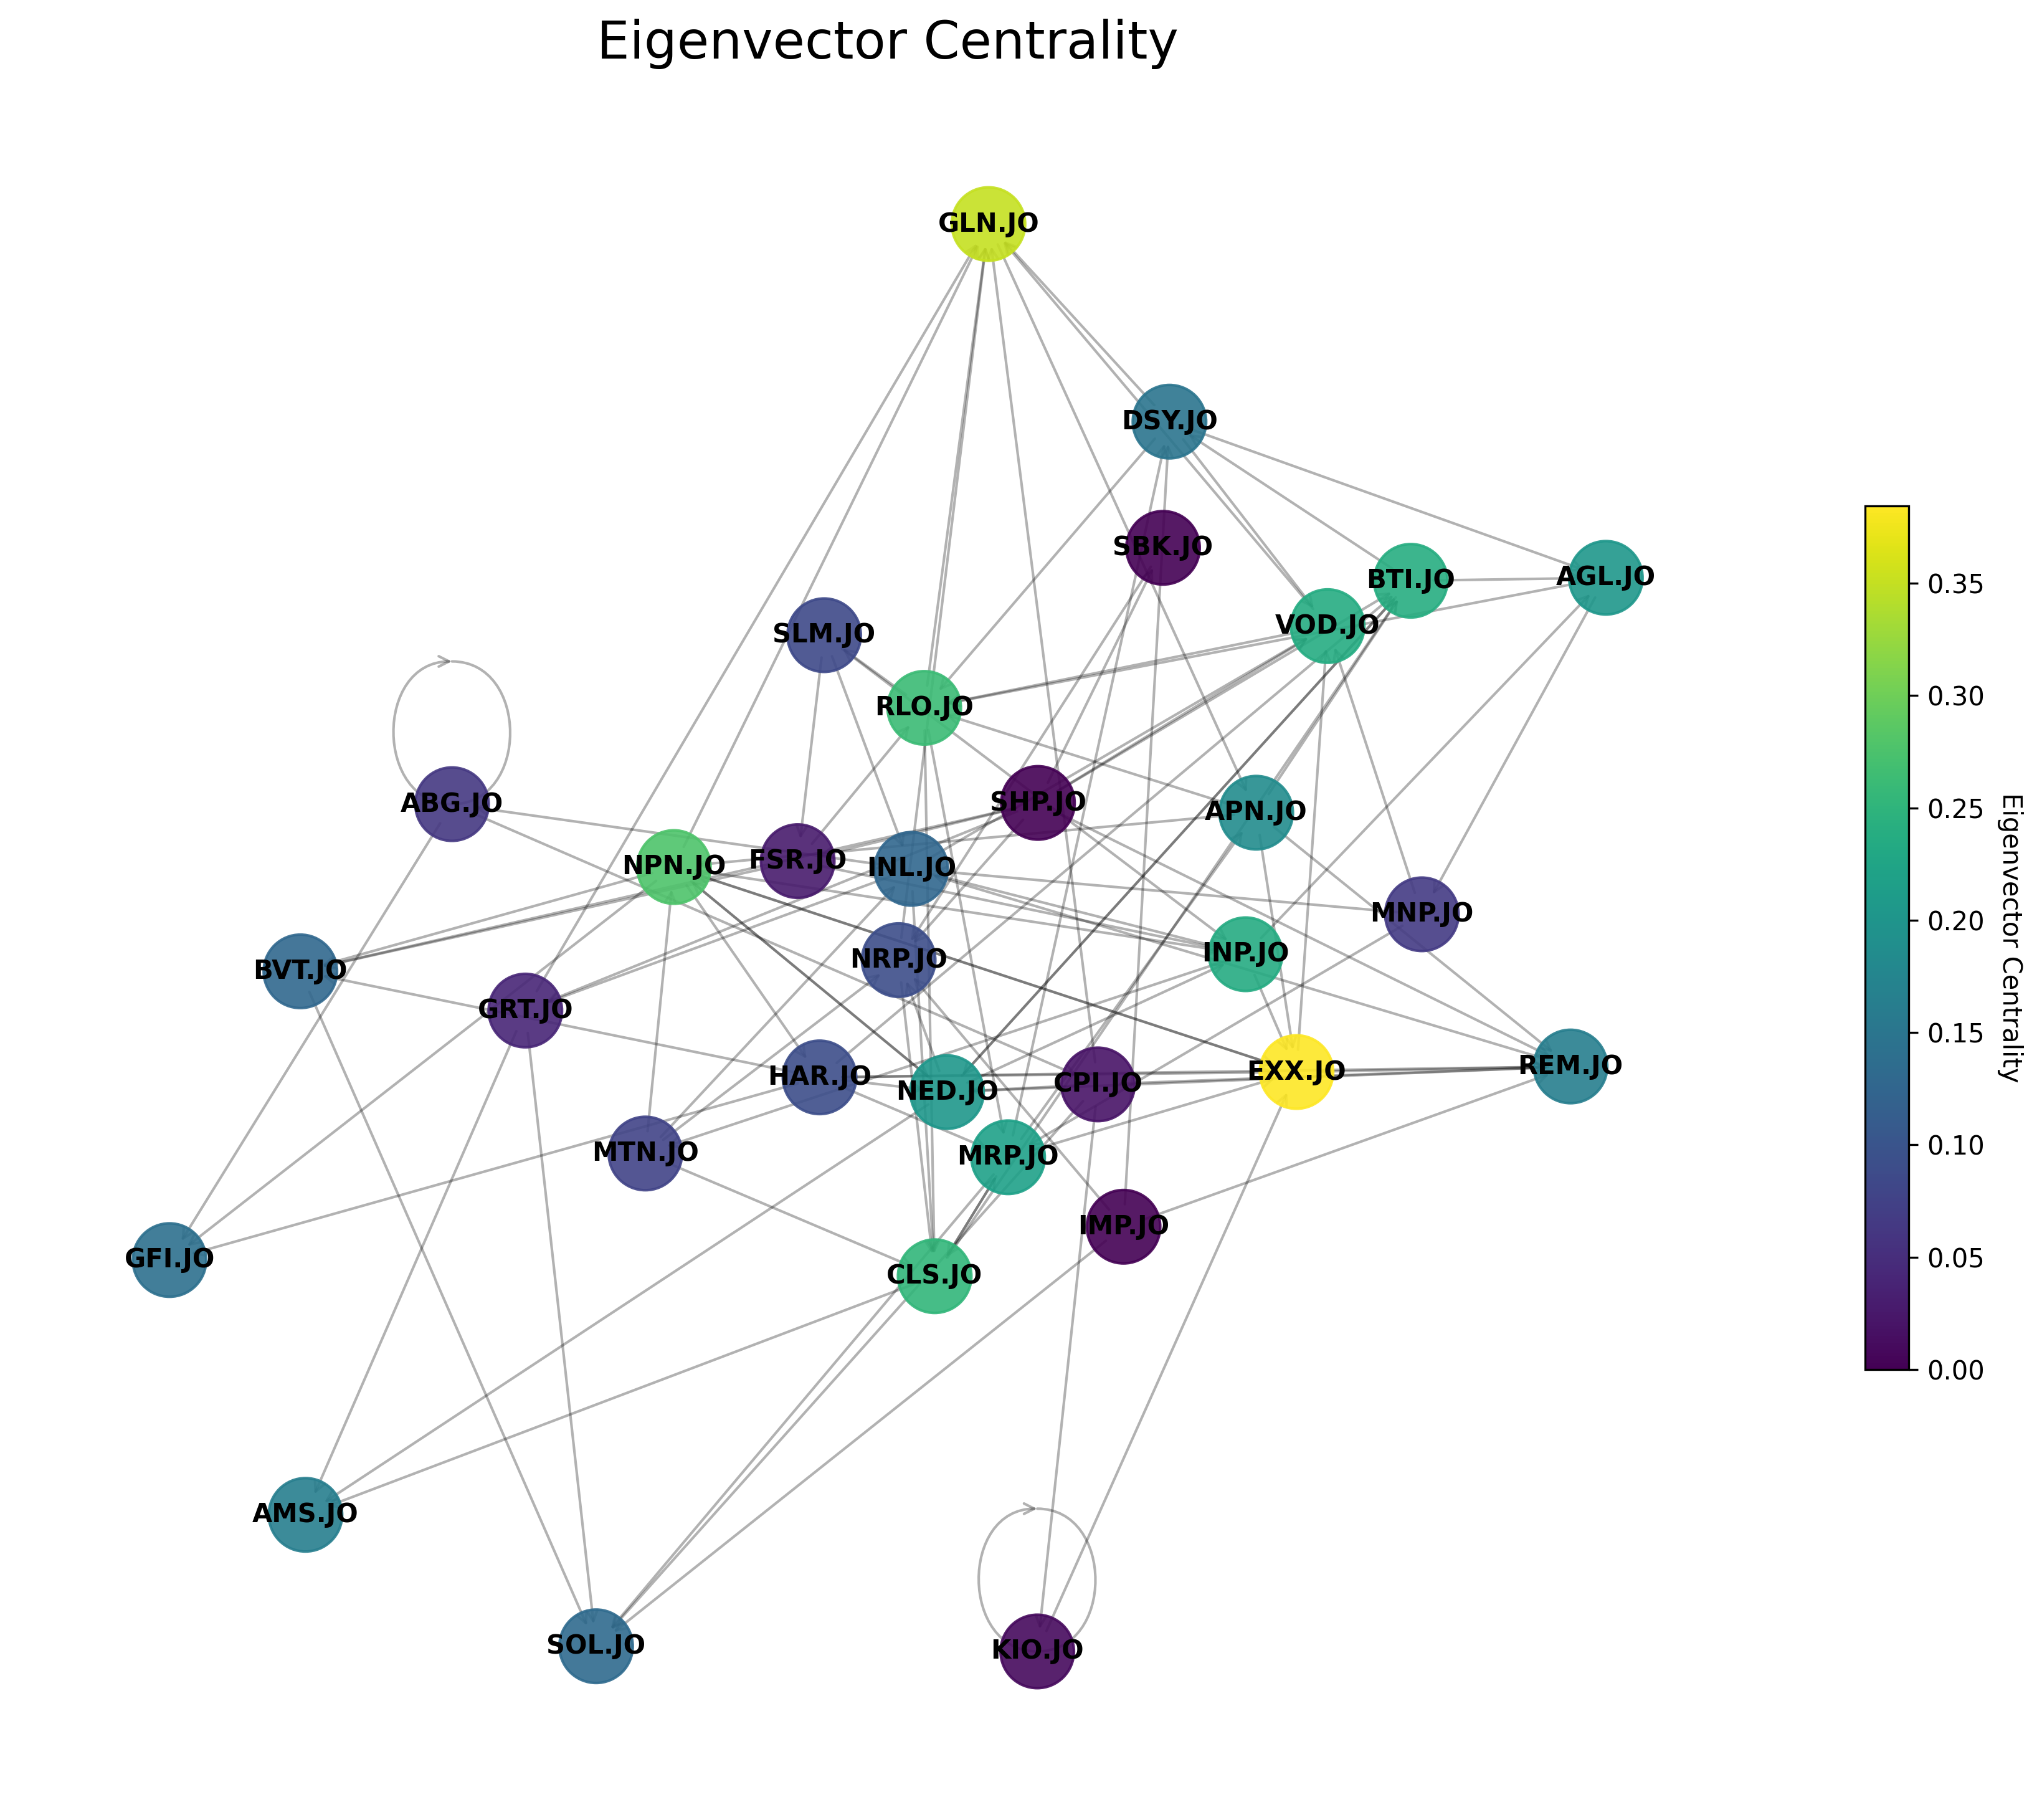 Eigenvector Centrality
GLN.JO
DSY.JO
SBK.JO
BTI.JO
AGL.JO
VOD.JO
SLM.JO
RLO.JO
ABG.JO
SHP.JO
APN.JO
NPN.JO
FSR.JO
INL.JO
MNP.JO
BVT.JO
NRP.JO
INP.JO
GRT.JO
HAR.JO
NED.JO
CPI.JO
EXX.JO
REM.JO
MTN.JO
MRP.JO
IMP.JO
GFI.JO
CLS.JO
AMS.JO
SOL.JO
KIO.JO
0.35
0.30
0.25
0.20
0.15
0.10
0.05
0.00
Eigenvector Centrality